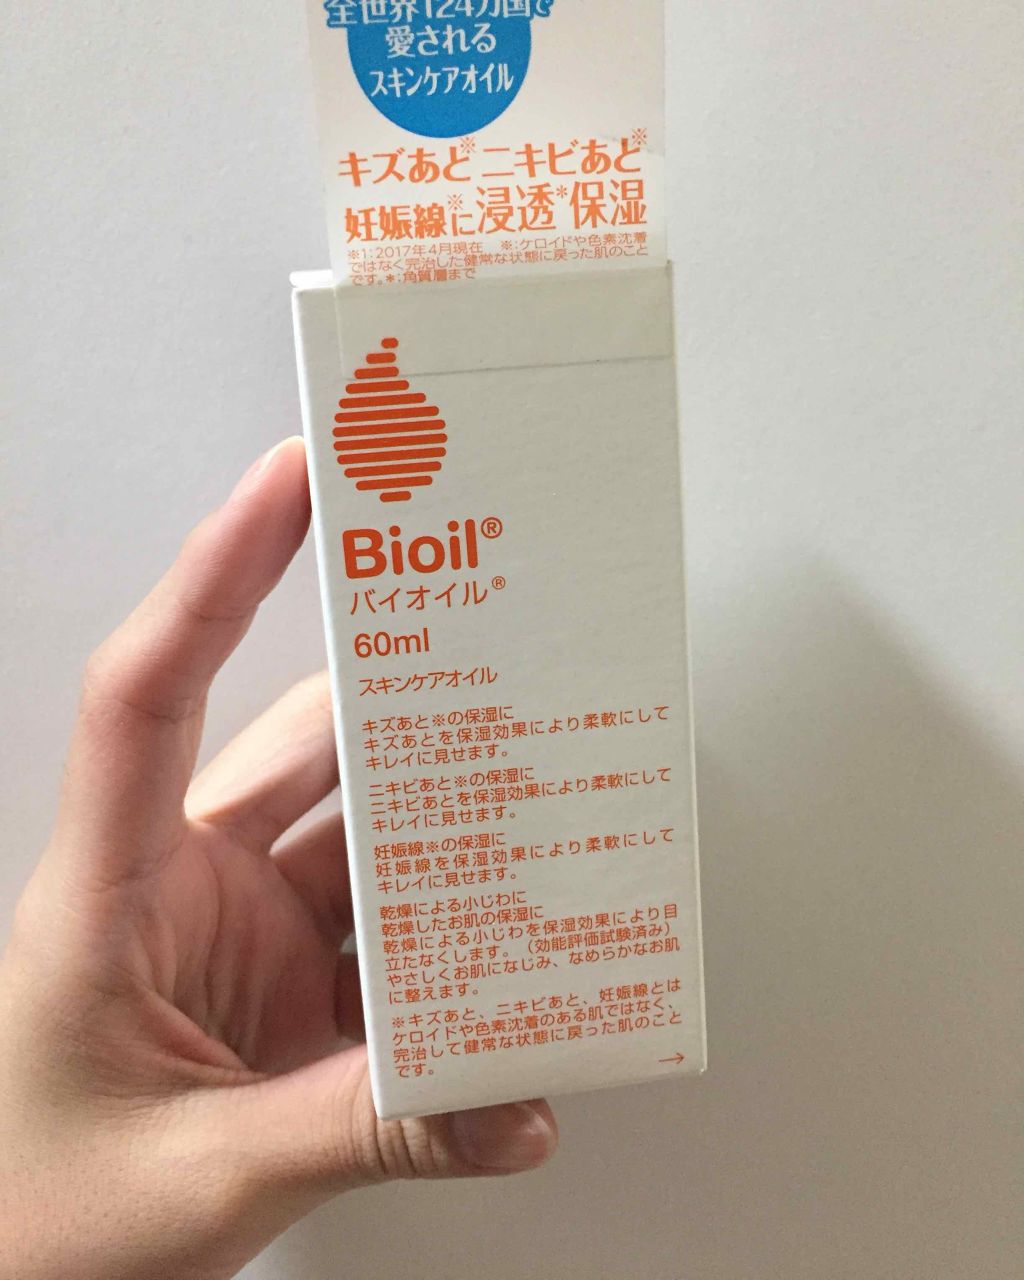 全世界124カ国で
愛される
スキンケアオイル
キズあと※ニキビあと※
妊娠線※に浸透*保湿
※1:2017年4月現在 ※:ケロイドや色素沈着
ではなく完治した健常な状態に戻った肌のこと
です。*:角質層まで
Bioil®
バイオイル®
60ml
スキンケアオイル
キズあと※の保湿に
キズあとを保湿効果により柔軟にして
キレイに見せます。
ニキビあと※の保湿に
ニキビあとを保湿効果により柔軟にして
キレイに見せます。
妊娠線※の保湿に
妊娠線を保湿効果により柔軟にして
キレイに見せます。
乾燥による小じわに
乾燥したお肌の保湿に
乾燥による小じわを保湿効果により目
立たなくします。(効能評価試験済み)
やさしくお肌になじみ、なめらかなお肌
に整えます。
※キズあと、ニキビあと、妊娠線とは
ケロイドや色素沈着のある肌ではなく、
完治して健常な状態に戻った肌のこと
です。
→